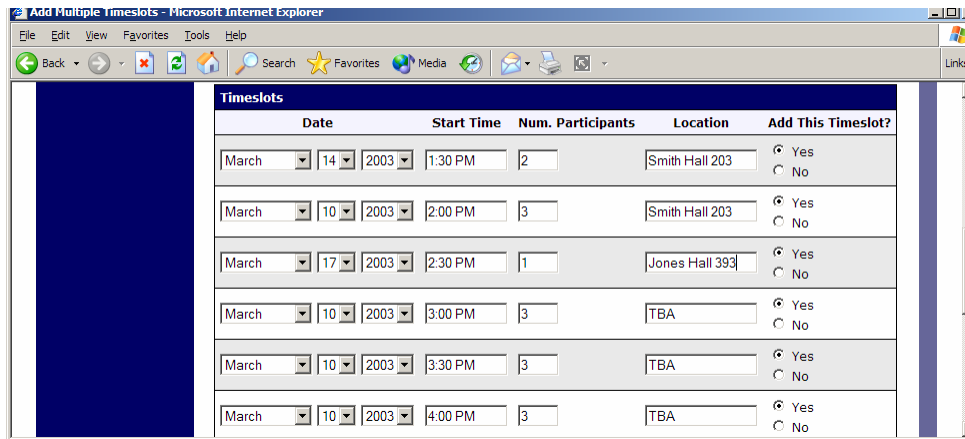 Add Multiple Timeslots - Microsoft Internet Explorer
File Edit View Favorites Tools Help
Back Search Favorites Media Links
Timeslots
Date Start Time Num. Participants Location Add This Timeslot?
March 14 2003 1:30 PM 2 Smith Hall 203 Yes
No
March 10 2003 2:00 PM 3 Smith Hall 203 Yes
No
March 17 2003 2:30 PM 1 Jones Hall 393 Yes
No
March 10 2003 3:00 PM 3 TBA Yes
No
March 10 2003 3:30 PM 3 TBA Yes
No
March 10 2003 4:00 PM 3 TBA Yes
No